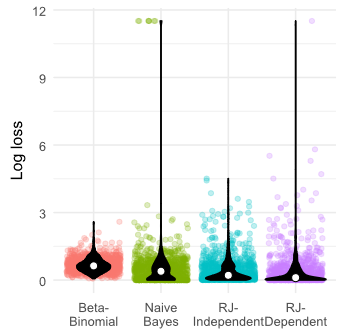 12
9
6
3
0
Log loss
Beta-
Binomial
Naive
Bayes
RJ-
Independent
RJ-
Dependent